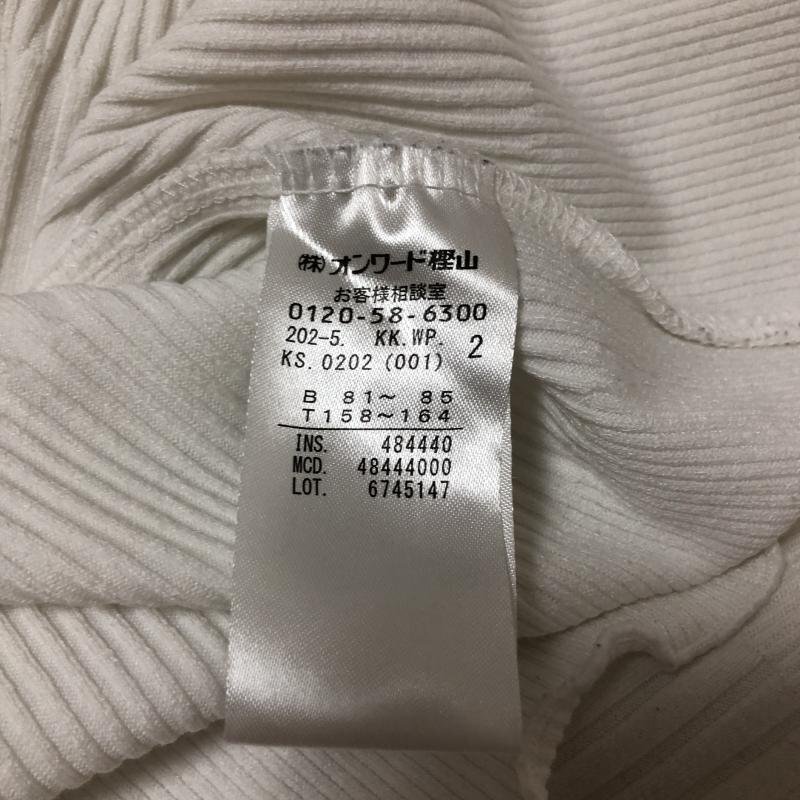 (株)オンワード樫山
お客様相談室
0120-58-6300
202-5. KK.WP. 2
KS.0202 (001)
B 81〜 85
T158〜164
INS. 484440
MCD. 48444000
LOT. 6745147